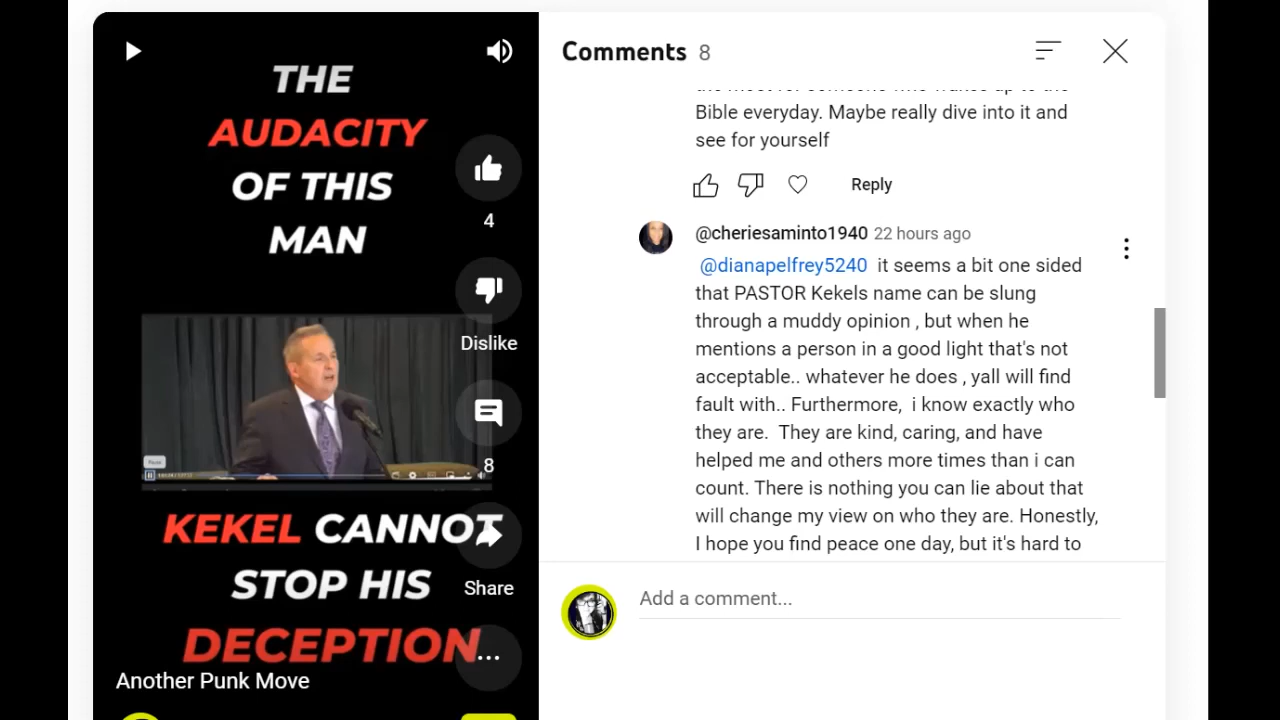 THE
AUDACITY
OF THIS
MAN
KEKEL CANNOT
STOP HIS
DECEPTION
Another Punk Move
4
Dislike
8
Share
Comments 8
Bible everyday. Maybe really dive into it and
see for yourself
Reply
@cheriesaminto1940 22 hours ago
@dianapelfrey5240 it seems a bit one sided
that PASTOR Kekels name can be slung
through a muddy opinion , but when he
mentions a person in a good light that's not
acceptable.. whatever he does , yall will find
fault with.. Furthermore, i know exactly who
they are. They are kind, caring, and have
helped me and others more times than i can
count. There is nothing you can lie about that
will change my view on who they are. Honestly,
I hope you find peace one day, but it's hard to
Add a comment...